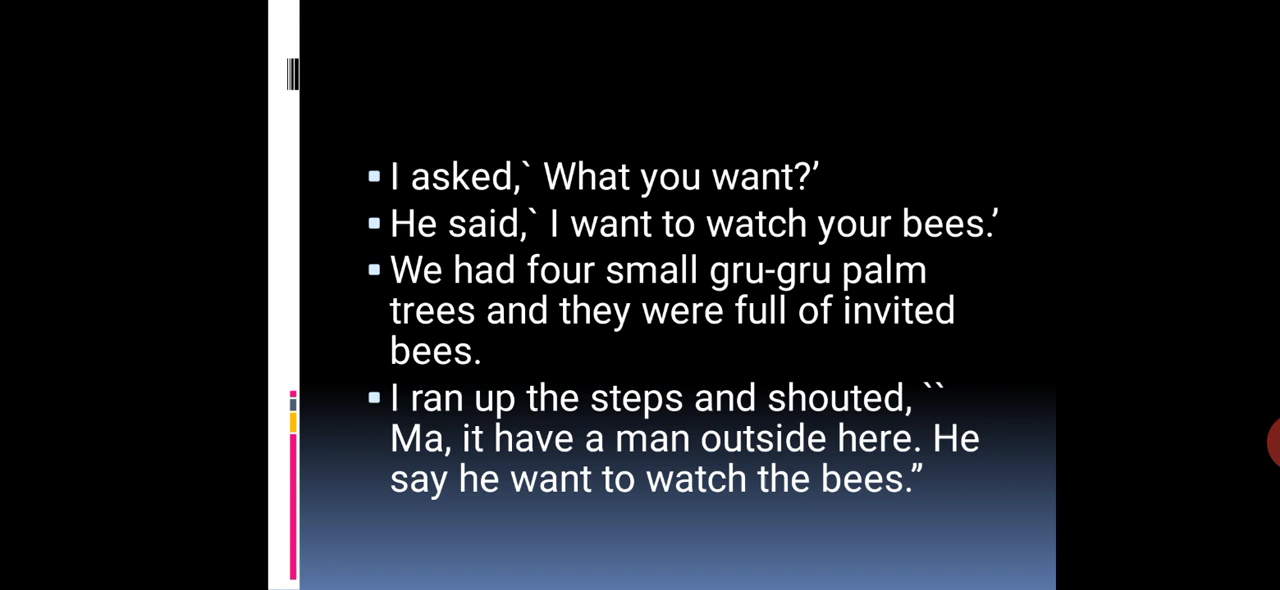 ▪ I asked,` What you want?’
▪ He said,` I want to watch your bees.’
▪ We had four small gru-gru palm
trees and they were full of invited
bees.
▪ I ran up the steps and shouted, ``
Ma, it have a man outside here. He
say he want to watch the bees.”